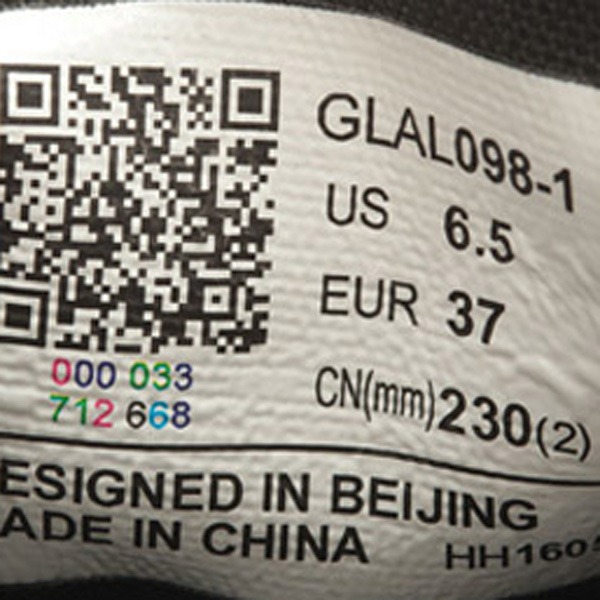 GLAL098-1
US 6.5
EUR 37
CN(mm)230(2)
000 033
712 668
ESIGNED IN BEIJING
ADE IN CHINA
HH160